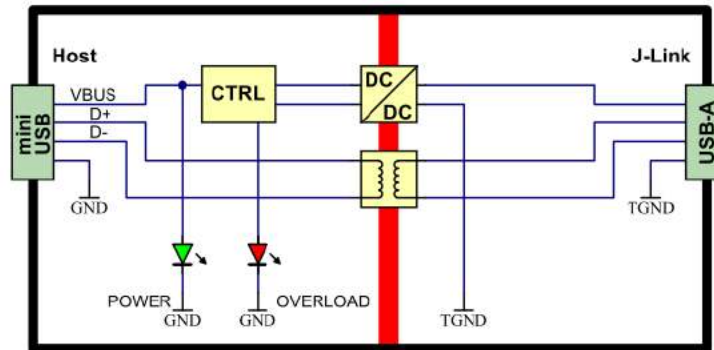 Host
J-Link
VBUS
D+
D-
mini
USB
CTRL
DC
DC
USB-A
GND
TGND
POWER
GND
OVERLOAD
GND
TGND